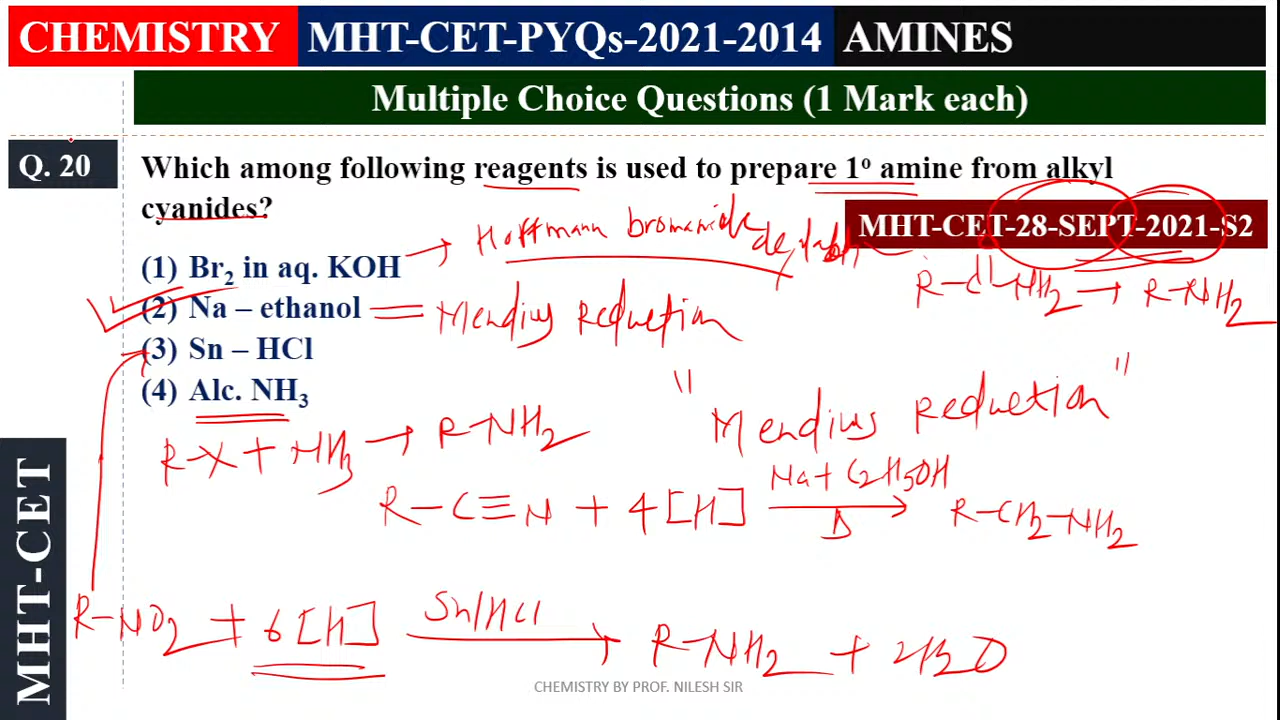 CHEMISTRY MHT-CET-PYQs-2021-2014 AMINES
Multiple Choice Questions (1 Mark each)
Q. 20
Which among following reagents is used to prepare 1º amine from alkyl
cyanides?
MHT-CET-28-SEPT-2021-S2
(1) Br2 in aq. KOH → Hoffmann bromamide
R-C-NH2 → R-NH2
(2) Na – ethanol = Mendius Reduction
(3) Sn – HCl
(4) Alc. NH3
"Mendius Reduction"
R-X + NH3 → R-NH2
R-C≡N + 4[H] Na + C2H5OH Δ → R-CH2-NH2
R-NO2 + 6[H] Sn/HCl → R-NH2 + 2H2O
MHT-CET
CHEMISTRY BY PROF. NILESH SIR